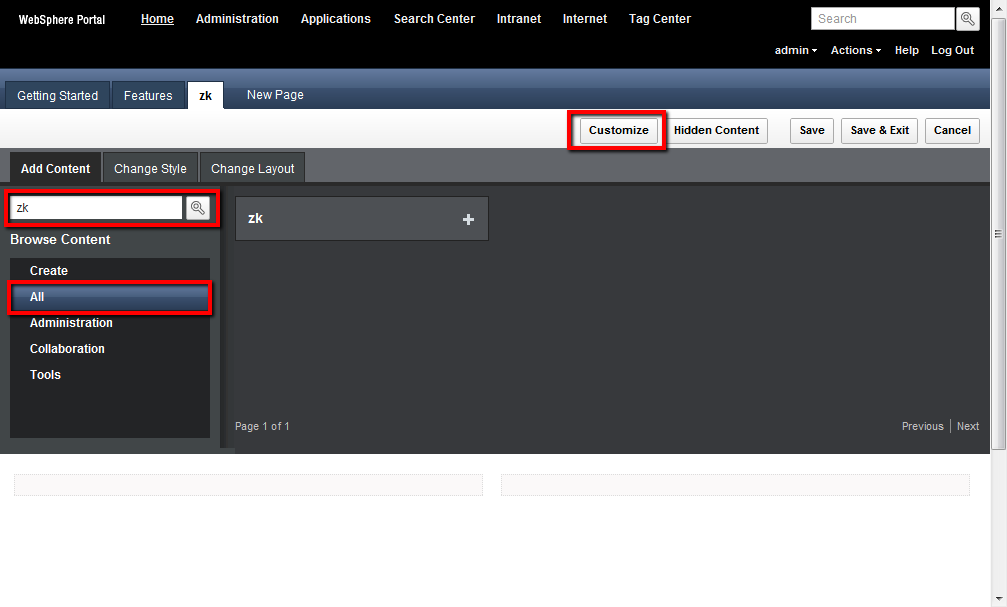 WebSphere Portal Home Administration Applications Search Center Intranet Internet Tag Center Search
admin Actions Help Log Out
Getting Started Features zk New Page
Customize Hidden Content Save Save & Exit Cancel
Add Content Change Style Change Layout
zk
zk
Browse Content
Create
All
Administration
Collaboration
Tools
Page 1 of 1 Previous Next